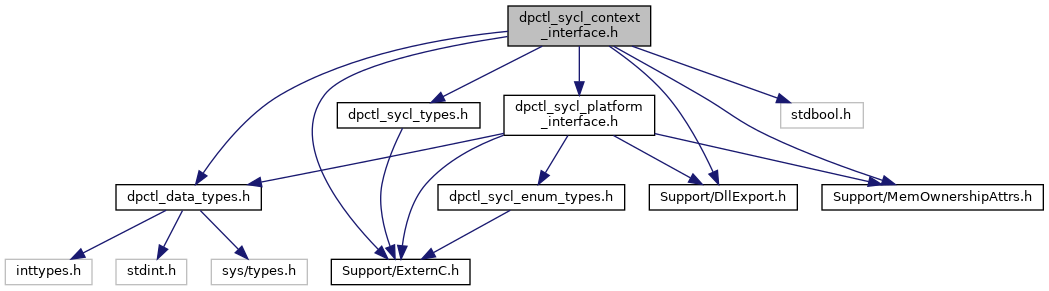 dpctl_sycl_context
_interface.h
dpctl_sycl_types.h
dpctl_sycl_platform
_interface.h
stdbool.h
dpctl_data_types.h
dpctl_sycl_enum_types.h
Support/DllExport.h
Support/MemOwnershipAttrs.h
inttypes.h
stdint.h
sys/types.h
Support/ExternC.h